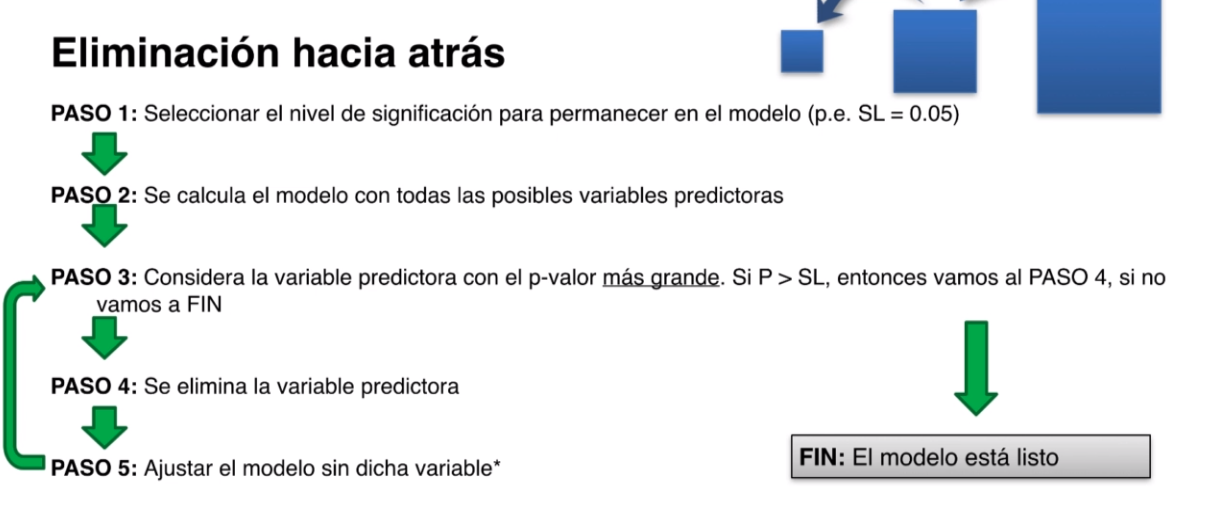 Eliminación hacia atrás
PASO 1: Seleccionar el nivel de significación para permanecer en el modelo (p.e. SL = 0.05)
PASO 2: Se calcula el modelo con todas las posibles variables predictoras
PASO 3: Considera la variable predictora con el p-valor más grande. Si P > SL, entonces vamos al PASO 4, si no
vamos a FIN
PASO 4: Se elimina la variable predictora
PASO 5: Ajustar el modelo sin dicha variable*
FIN: El modelo está listo